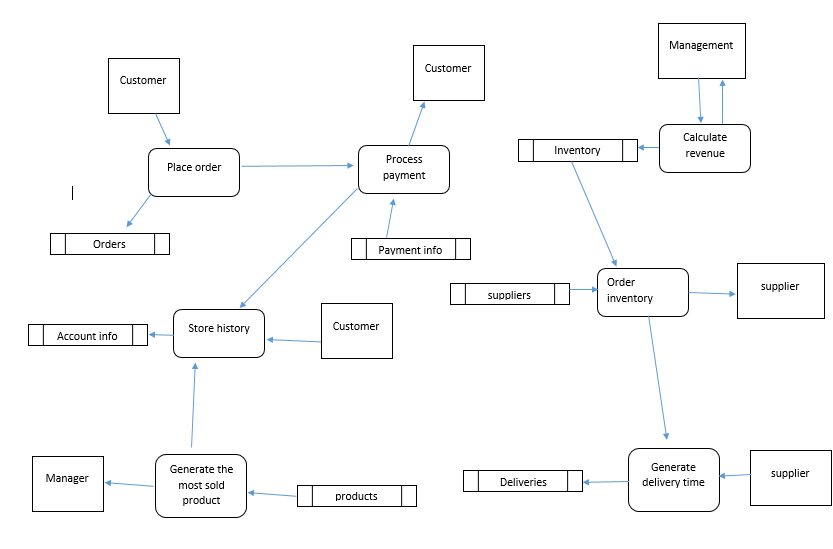 Management
Customer
Customer
Calculate
revenue
Inventory
Process
payment
Place order
Orders
Payment info
Order
inventory
supplier
suppliers
Store history
Customer
Account info
Generate the
most sold
product
Manager
products
Generate
delivery time
supplier
Deliveries